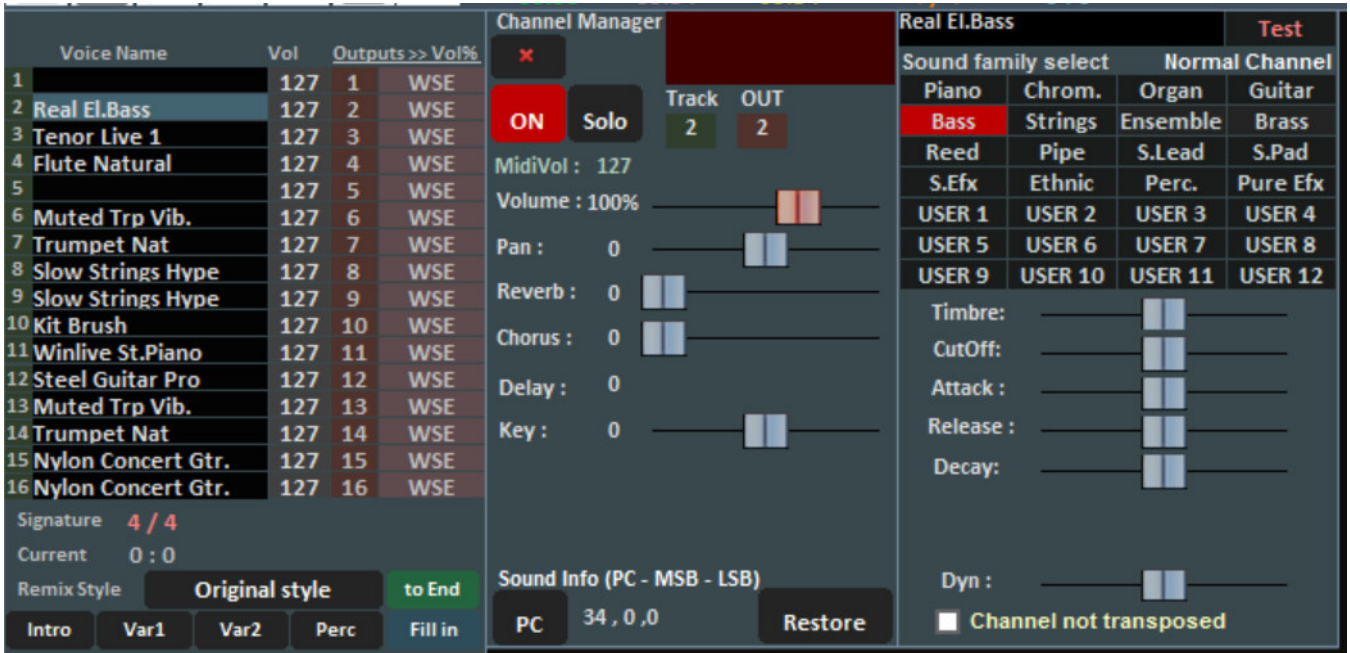 Voice Name Vol Outputs >> Vol%
1 127 1 WSE
2 Real El.Bass 127 2 WSE
3 Tenor Live 1 127 3 WSE
4 Flute Natural 127 4 WSE
5 127 5 WSE
6 Muted Trp Vib. 127 6 WSE
7 Trumpet Nat 127 7 WSE
8 Slow Strings Hype 127 8 WSE
9 Slow Strings Hype 127 9 WSE
10 Kit Brush 127 10 WSE
11 Winlive St.Piano 127 11 WSE
12 Steel Guitar Pro 127 12 WSE
13 Muted Trp Vib. 127 13 WSE
14 Trumpet Nat 127 14 WSE
15 Nylon Concert Gtr. 127 15 WSE
16 Nylon Concert Gtr. 127 16 WSE
Signature 4 / 4
Current 0 : 0
Remix Style Original style to End
Intro Var1 Var2 Perc Fill in
Channel Manager
ON Solo Track OUT
2 2
MidiVol : 127
Volume : 100%
Pan : 0
Reverb : 0
Chorus : 0
Delay : 0
Key : 0
Sound Info (PC - MSB - LSB)
PC 34 , 0 ,0 Restore
Real El.Bass Test
Sound family select Normal Channel
Piano Chrom. Organ Guitar
Bass Strings Ensemble Brass
Reed Pipe S.Lead S.Pad
S.Efx Ethnic Perc. Pure Efx
USER 1 USER 2 USER 3 USER 4
USER 5 USER 6 USER 7 USER 8
USER 9 USER 10 USER 11 USER 12
Timbre:
CutOff:
Attack :
Release :
Decay:
Dyn :
Channel not transposed